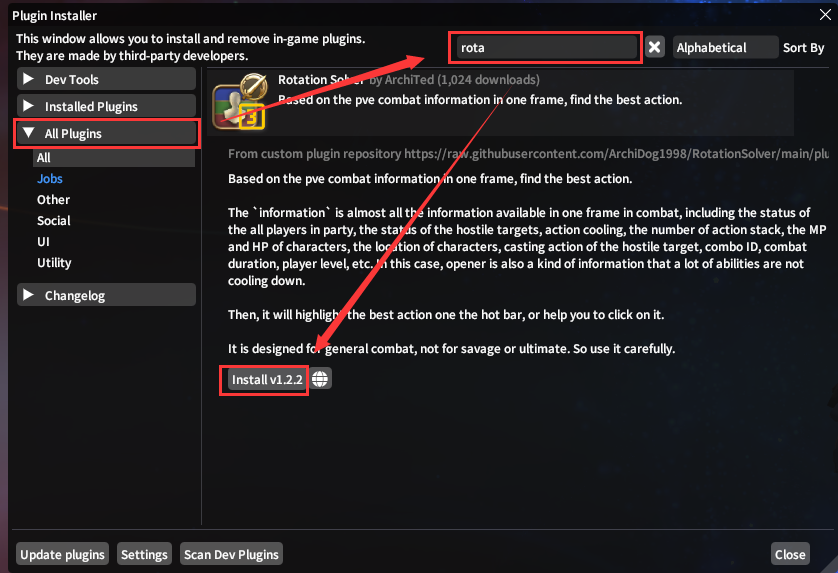 Plugin Installer
This window allows you to install and remove in-game plugins.
They are made by third-party developers.
rota
Alphabetical
Sort By
Dev Tools
Installed Plugins
All Plugins
All
Jobs
Other
Social
UI
Utility
Changelog
Rotation Solver by ArchiTed (1,024 downloads)
Based on the pve combat information in one frame, find the best action.
From custom plugin repository https://raw.githubusercontent.com/ArchiDog1998/RotationSolver/main/plu
Based on the pve combat information in one frame, find the best action.
The `information` is almost all the information available in one frame in combat, including the status of
the all players in party, the status of the hostile targets, action cooling, the number of action stack, the MP
and HP of characters, the location of characters, casting action of the hostile target, combo ID, combat
duration, player level, etc. In this case, opener is also a kind of information that a lot of abilities are not
cooling down.
Then, it will highlight the best action one the hot bar, or help you to click on it.
It is designed for general combat, not for savage or ultimate. So use it carefully.
Install v1.2.2
Update plugins
Settings
Scan Dev Plugins
Close